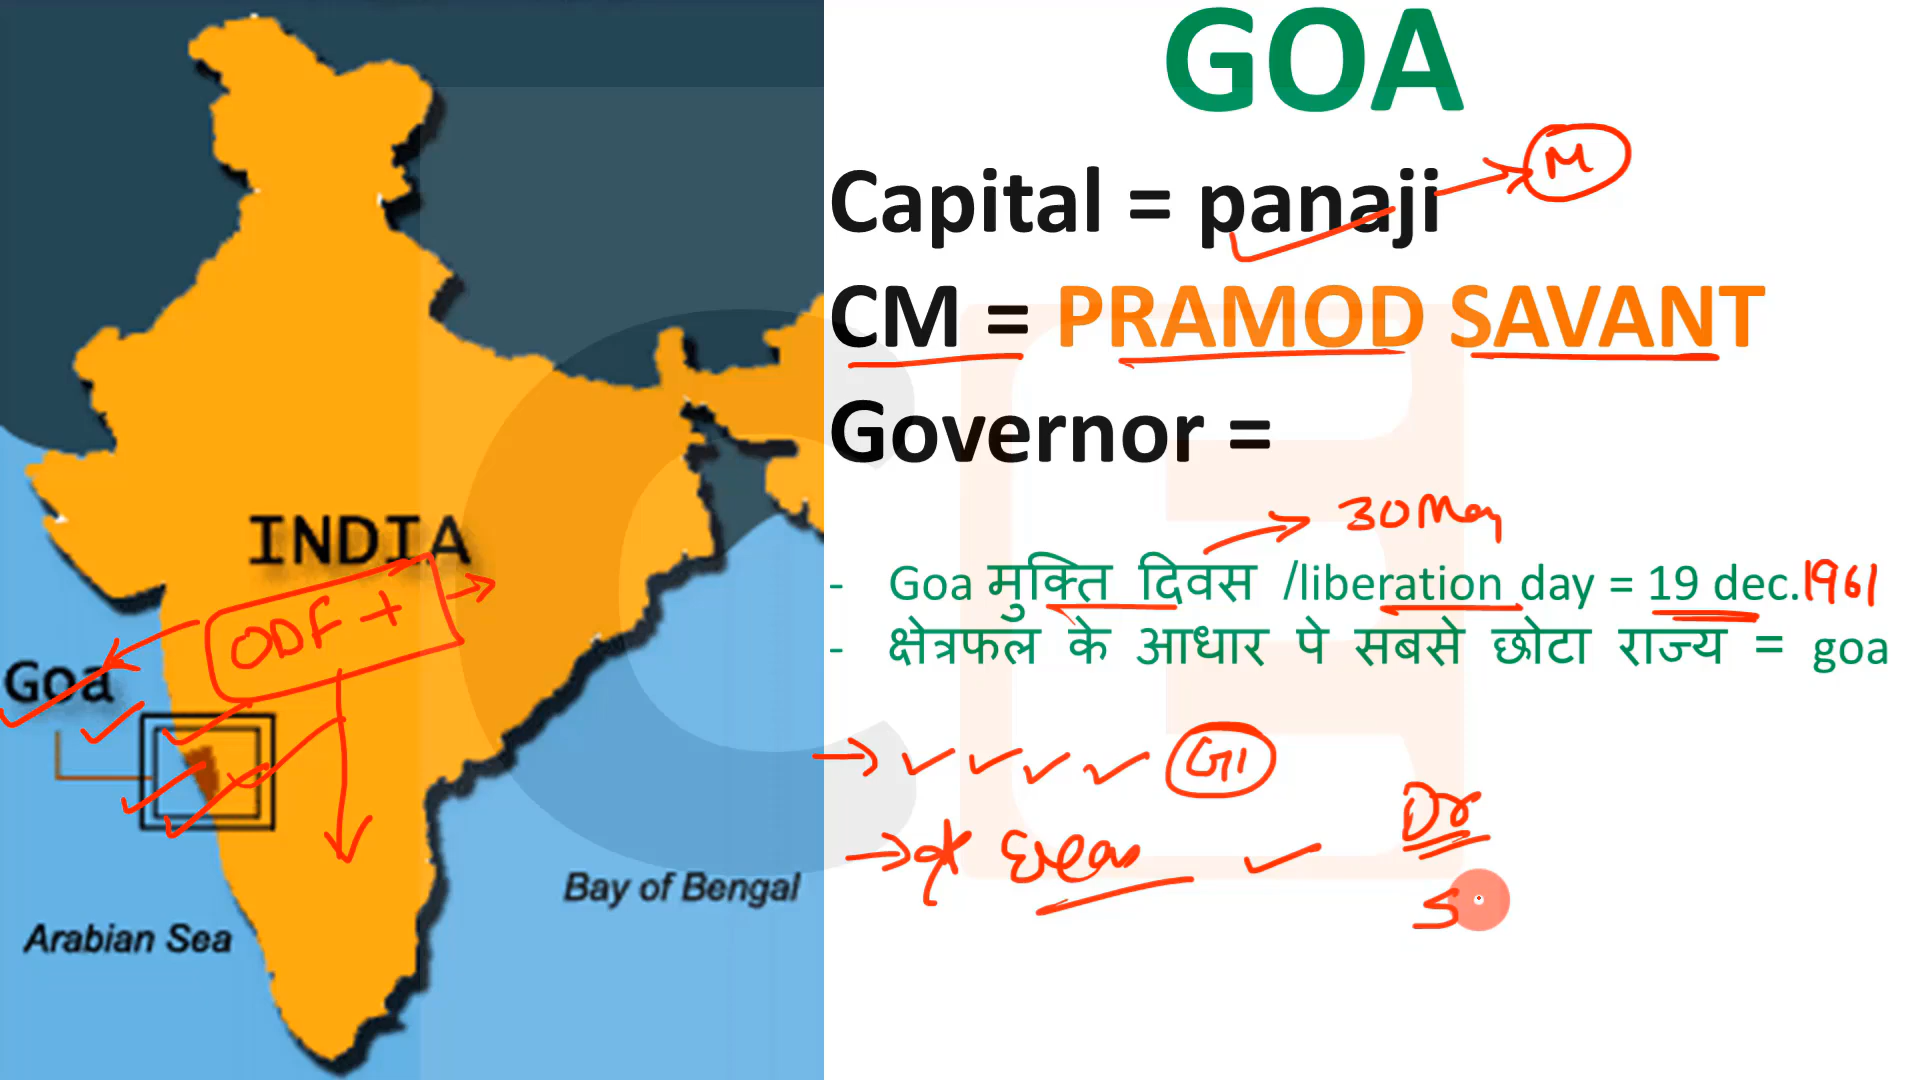 GOA
Capital = panaji
M
CM = PRAMOD SAVANT
Governor =
30 May
- Goa मुक्ति दिवस /liberation day = 19 dec.1961
- क्षेत्रफल के आधार पे सबसे छोटा राज्य = goa
GI
Dr
S
INDIA
ODF +
Goa
Bay of Bengal
Arabian Sea